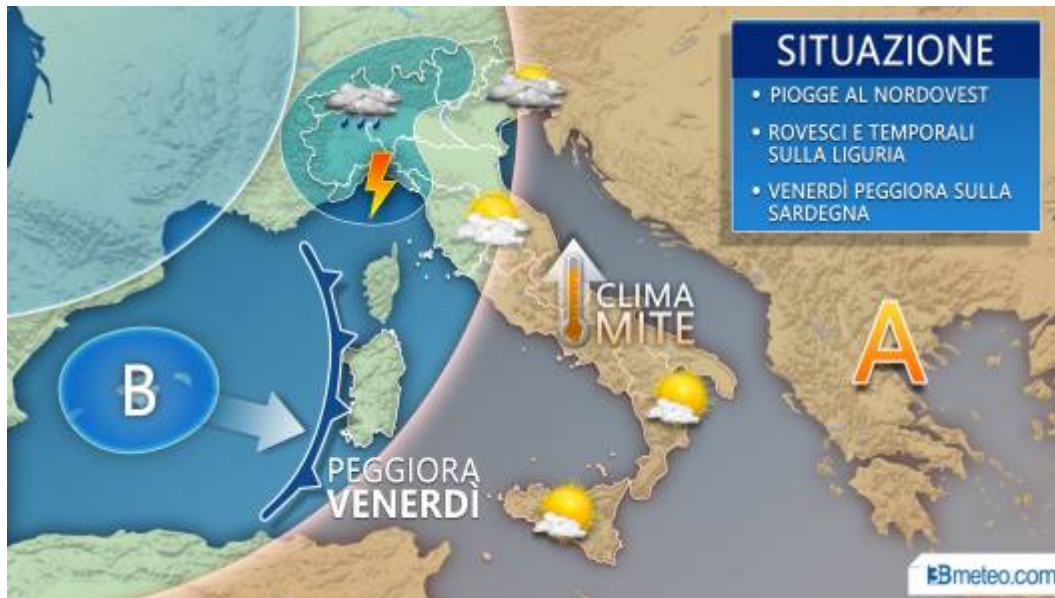 SITUAZIONE
• PIOGGE AL NORDOVEST
• ROVESCI E TEMPORALI
SULLA LIGURIA
• VENERDÌ PEGGIORA SULLA
SARDEGNA
CLIMA
MITE
A
B
PEGGIORA
VENERDÌ
3Bmeteo.com